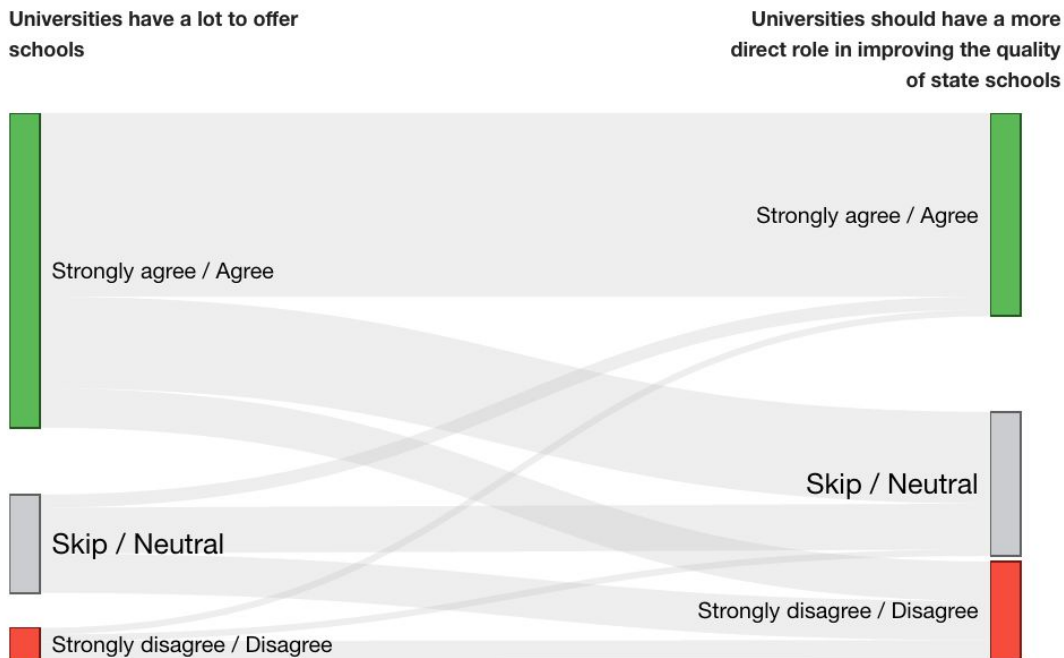 Universities have a lot to offer
schools
Universities should have a more
direct role in improving the quality
of state schools
Strongly agree / Agree
Strongly agree / Agree
Skip / Neutral
Skip / Neutral
Strongly disagree / Disagree
Strongly disagree / Disagree